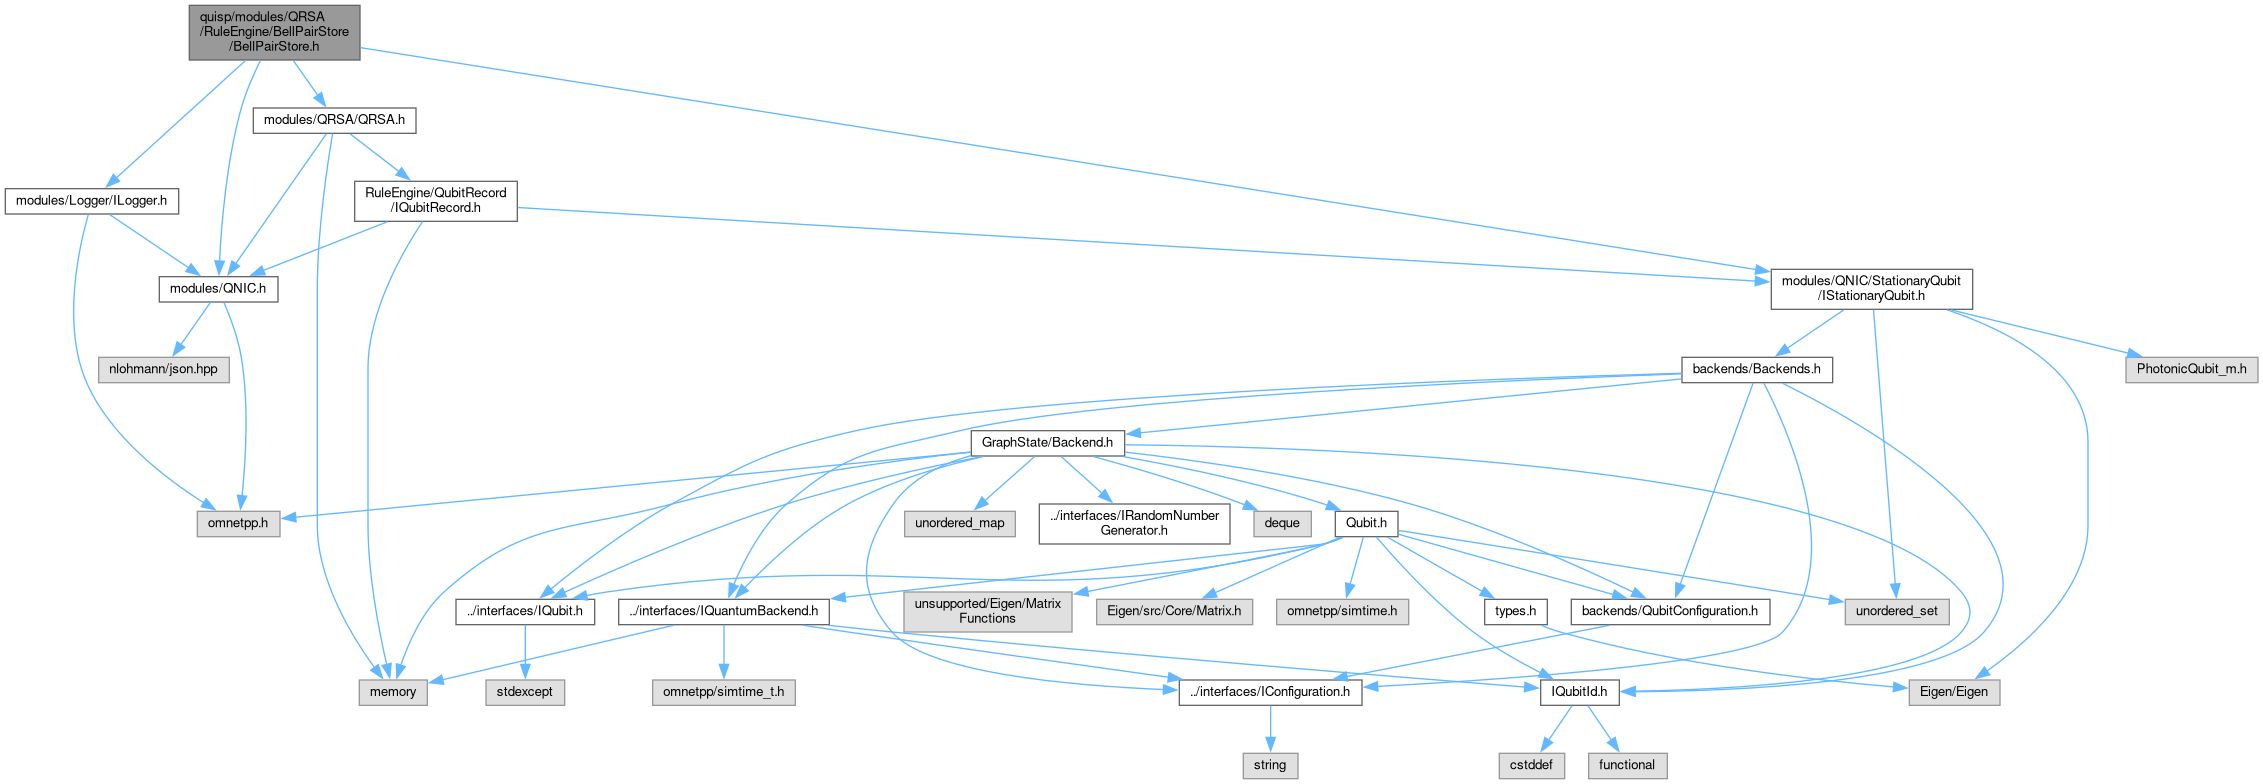 quisp/modules/QRSA
/RuleEngine/BellPairStore
/BellPairStore.h
modules/QRSA/QRSA.h
modules/Logger/ILogger.h
RuleEngine/QubitRecord
/IQubitRecord.h
modules/QNIC.h
modules/QNIC/StationaryQubit
/IStationaryQubit.h
nlohmann/json.hpp
backends/Backends.h
PhotonicQubit_m.h
GraphState/Backend.h
omnetpp.h
unordered_map
../interfaces/IRandomNumber
Generator.h
deque
Qubit.h
../interfaces/IQubit.h
../interfaces/IQuantumBackend.h
unsupported/Eigen/Matrix
Functions
Eigen/src/Core/Matrix.h
omnetpp/simtime.h
types.h
backends/QubitConfiguration.h
unordered_set
memory
stdexcept
omnetpp/simtime_t.h
../interfaces/IConfiguration.h
IQubitId.h
Eigen/Eigen
string
cstddef
functional